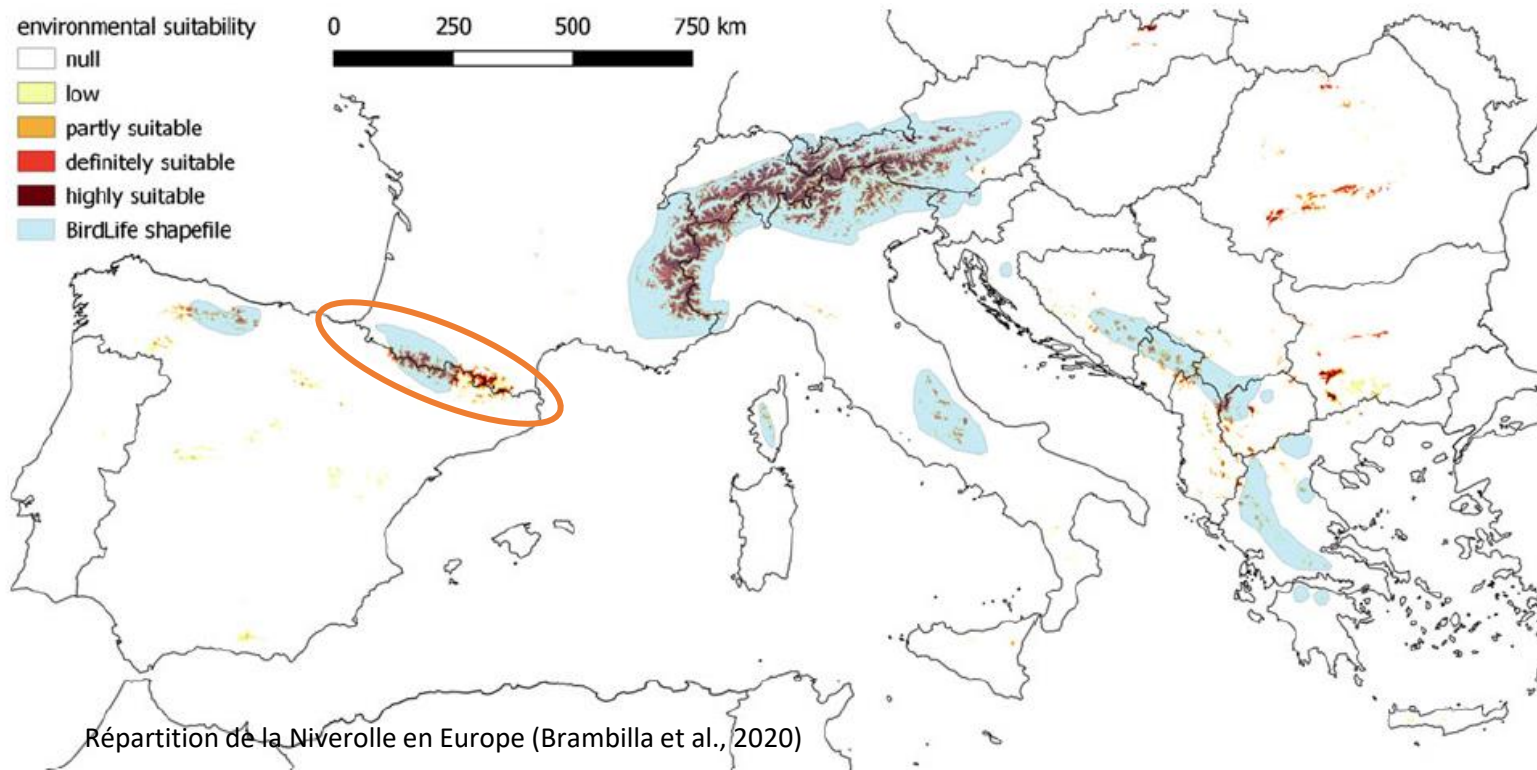 environmental suitability
null
low
partly suitable
definitely suitable
highly suitable
BirdLife shapefile
0 250 500 750 km
Répartition de la Niverolle en Europe (Brambilla et al., 2020)